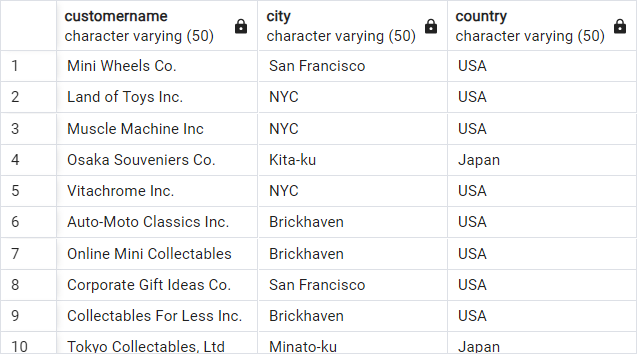 customername city country
character varying (50) character varying (50) character varying (50)
1 Mini Wheels Co. San Francisco USA
2 Land of Toys Inc. NYC USA
3 Muscle Machine Inc NYC USA
4 Osaka Souveniers Co. Kita-ku Japan
5 Vitachrome Inc. NYC USA
6 Auto-Moto Classics Inc. Brickhaven USA
7 Online Mini Collectables Brickhaven USA
8 Corporate Gift Ideas Co. San Francisco USA
9 Collectables For Less Inc. Brickhaven USA
10 Tokyo Collectables, Ltd Minato-ku Japan